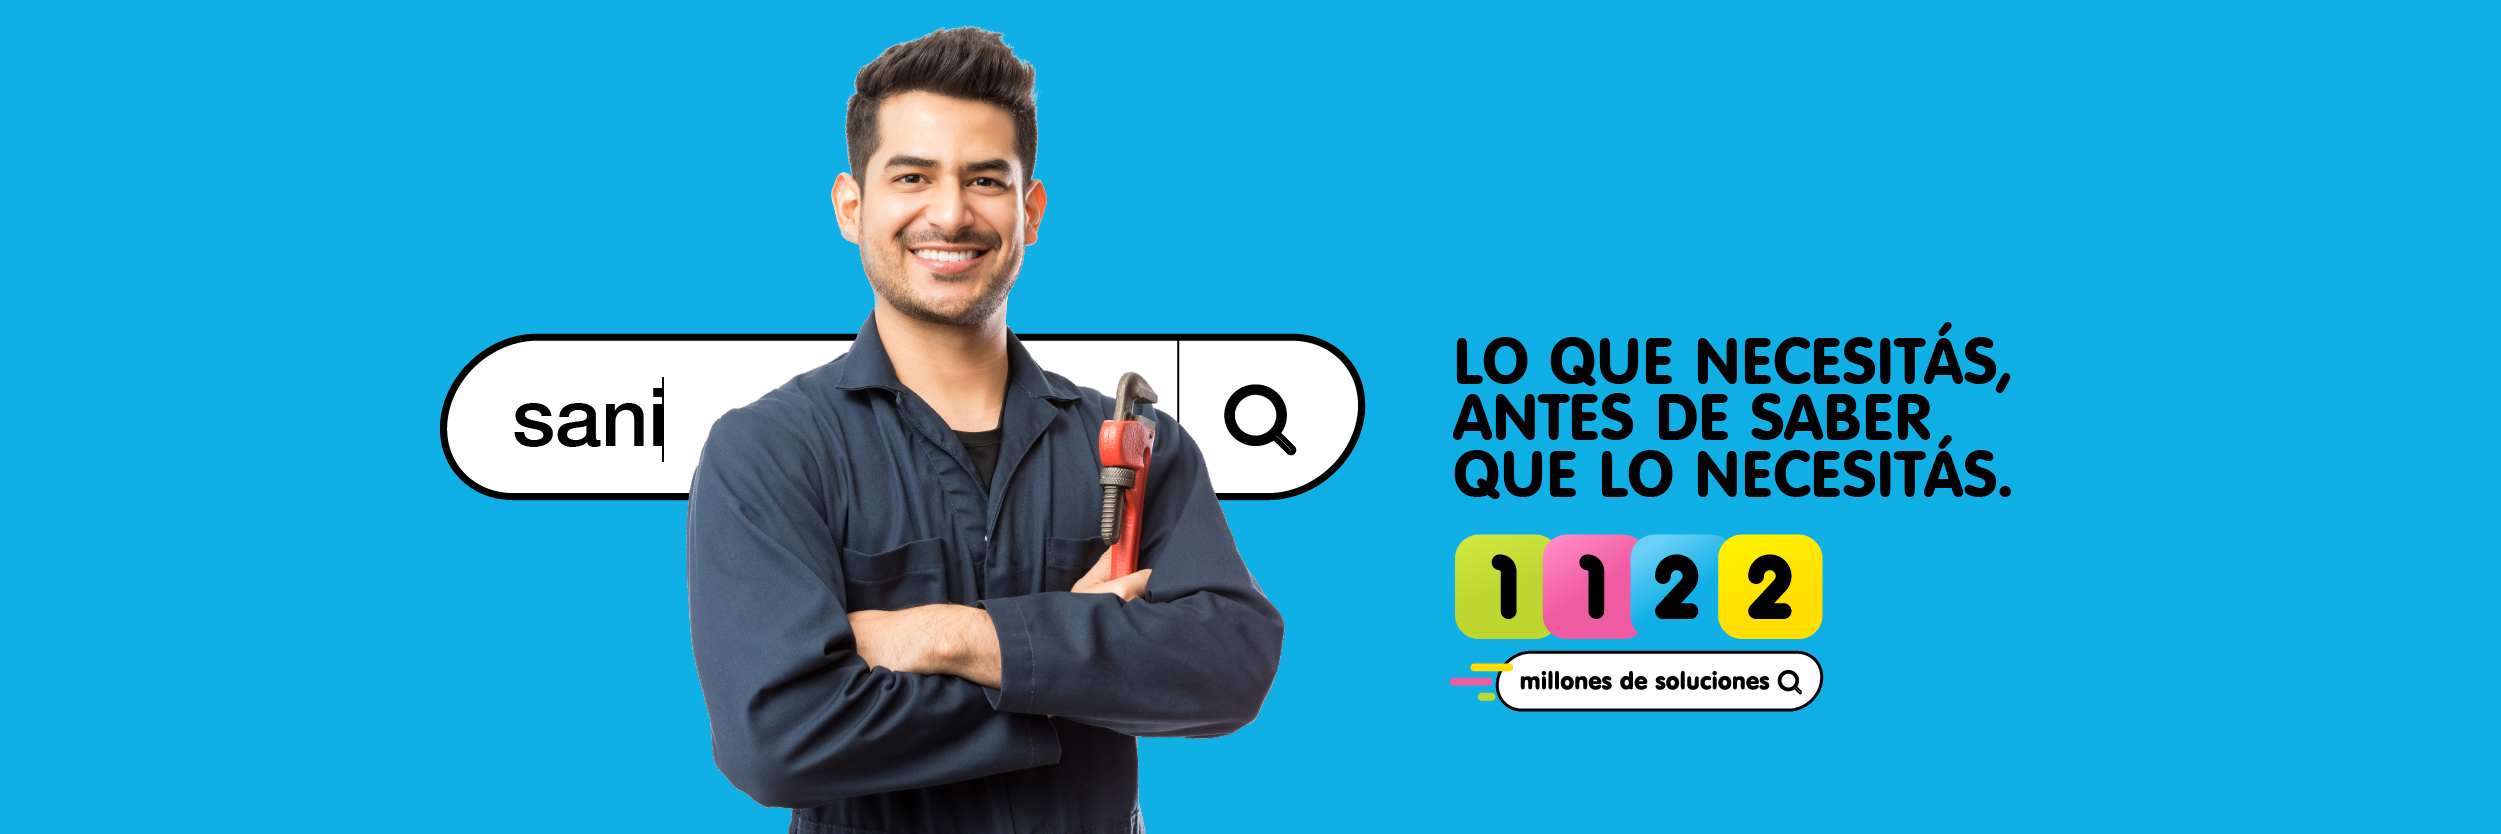 sani
LO QUE NECESITÁS,
ANTES DE SABER
QUE LO NECESITÁS.
1122
millones de soluciones